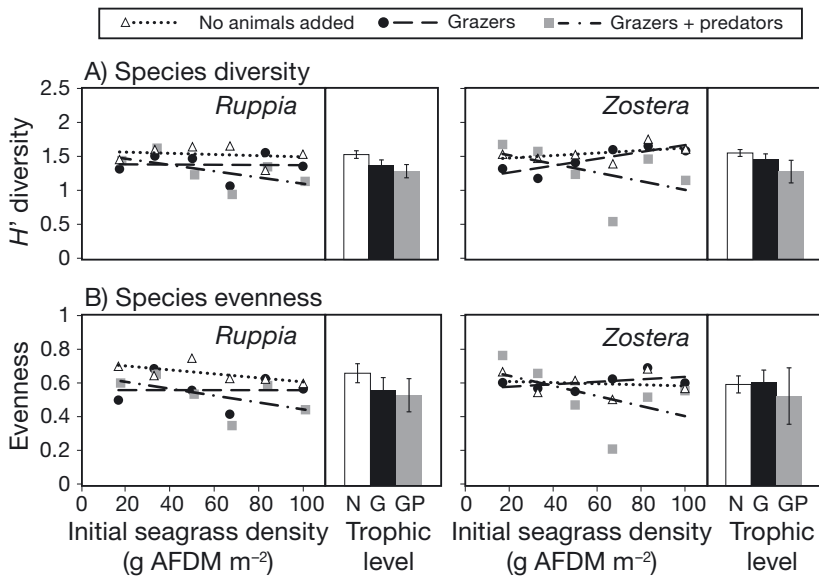 No animals added Grazers Grazers + predators
A) Species diversity
2.5
2
1.5
1
0.5
0
H' diversity
Ruppia
Zostera
B) Species evenness
1
0.8
0.6
0.4
0.2
0
Evenness
Ruppia
Zostera
0 20 40 60 80 100 N G GP 0 20 40 60 80 100 N G GP
Initial seagrass density Trophic Initial seagrass density Trophic
(g AFDM m⁻²) level (g AFDM m⁻²) level